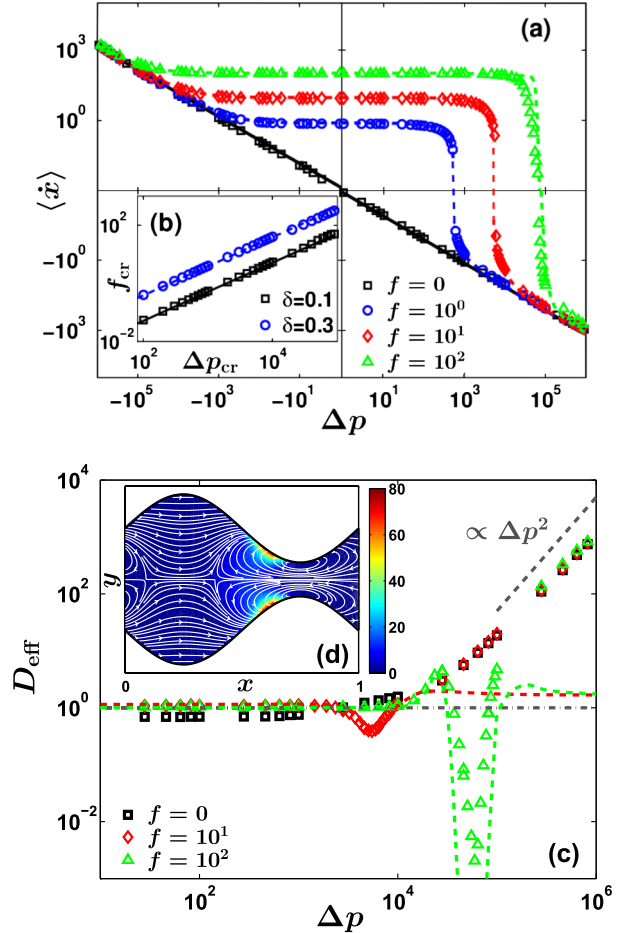 (a)
10³
10⁰
−10⁰
−10³
⟨ẋ⟩
f = 0
f = 10⁰
f = 10¹
f = 10²
(b)
10²
10⁻²
f_cr
δ=0.1
δ=0.3
10² 10⁴
Δp_cr
−10⁵ −10³ −10¹ 10¹ 10³ 10⁵
Δp
10⁴
10²
10⁰
10⁻²
D_eff
∝ Δp²
80
60
40
20
0
y
(d)
0 x 1
f = 0
f = 10¹
f = 10²
(c)
10² 10⁴ 10⁶
Δp